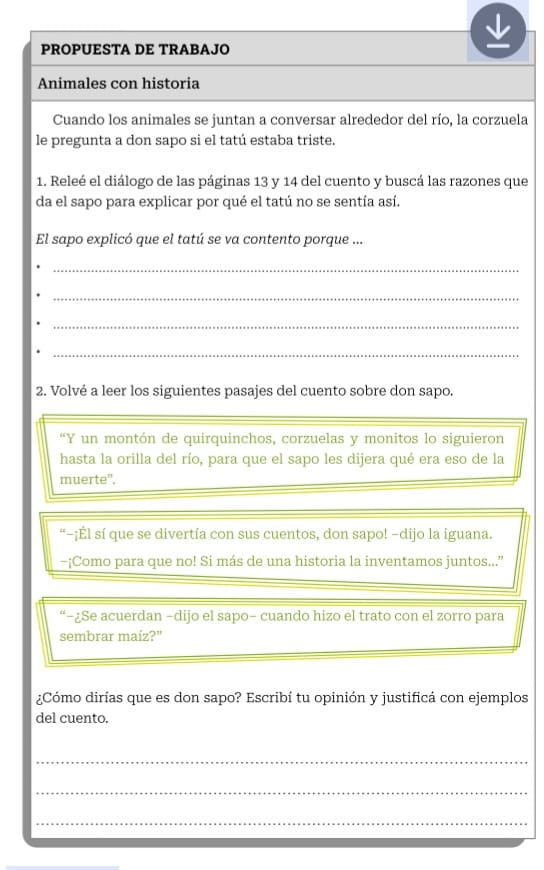 PROPUESTA DE TRABAJO
Animales con historia
Cuando los animales se juntan a conversar alrededor del río, la corzuela
le pregunta a don sapo si el tatú estaba triste.
1. Releé el diálogo de las páginas 13 y 14 del cuento y buscá las razones que
da el sapo para explicar por qué el tatú no se sentía así.
El sapo explicó que el tatú se va contento porque ...
•
•
•
•
2. Volvé a leer los siguientes pasajes del cuento sobre don sapo.
“Y un montón de quirquinchos, corzuelas y monitos lo siguieron
hasta la orilla del río, para que el sapo les dijera qué era eso de la
muerte”.
“–¡Él sí que se divertía con sus cuentos, don sapo! –dijo la iguana.
–¡Como para que no! Si más de una historia la inventamos juntos...”
“–¿Se acuerdan –dijo el sapo– cuando hizo el trato con el zorro para
sembrar maíz?”
¿Cómo dirías que es don sapo? Escribí tu opinión y justificá con ejemplos
del cuento.